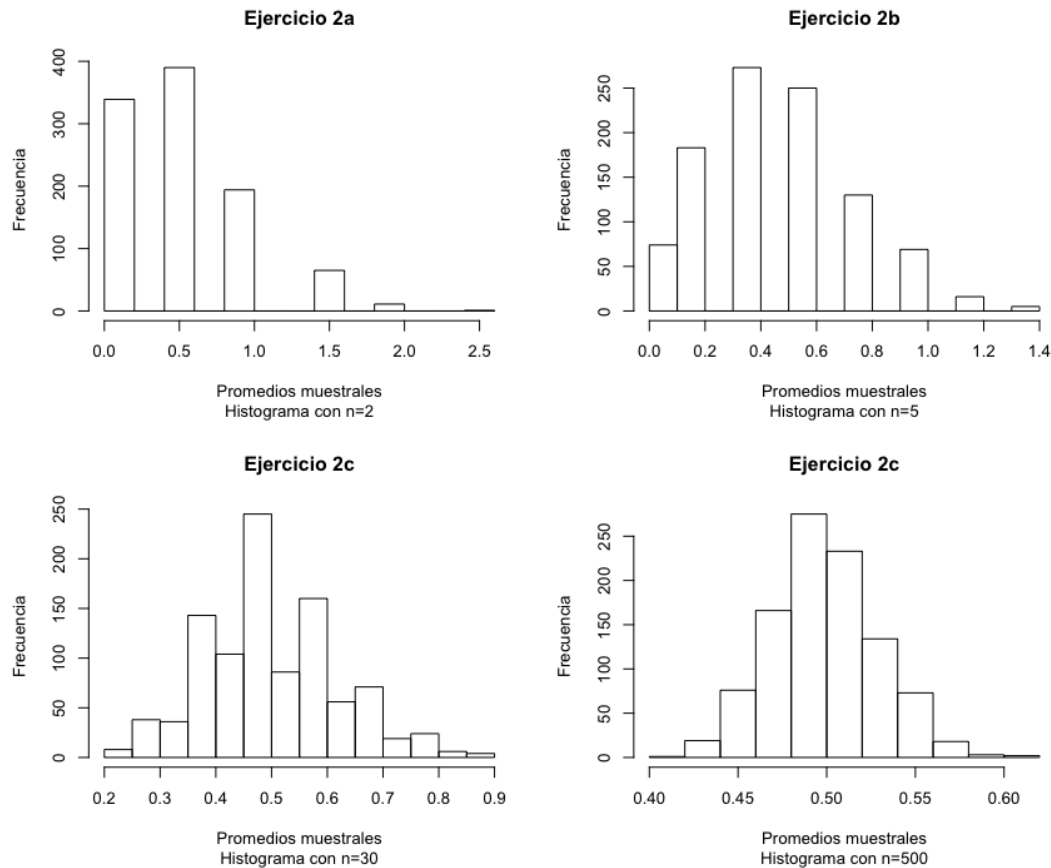 Ejercicio 2a
Frecuencia
0
100
200
300
400
0.0 0.5 1.0 1.5 2.0 2.5
Promedios muestrales
Histograma con n=2
Ejercicio 2b
Frecuencia
0
50
100
150
200
250
0.0 0.2 0.4 0.6 0.8 1.0 1.2 1.4
Promedios muestrales
Histograma con n=5
Ejercicio 2c
Frecuencia
0
50
100
150
200
250
0.2 0.3 0.4 0.5 0.6 0.7 0.8 0.9
Promedios muestrales
Histograma con n=30
Ejercicio 2c
Frecuencia
0
50
100
150
200
250
0.40 0.45 0.50 0.55 0.60
Promedios muestrales
Histograma con n=500